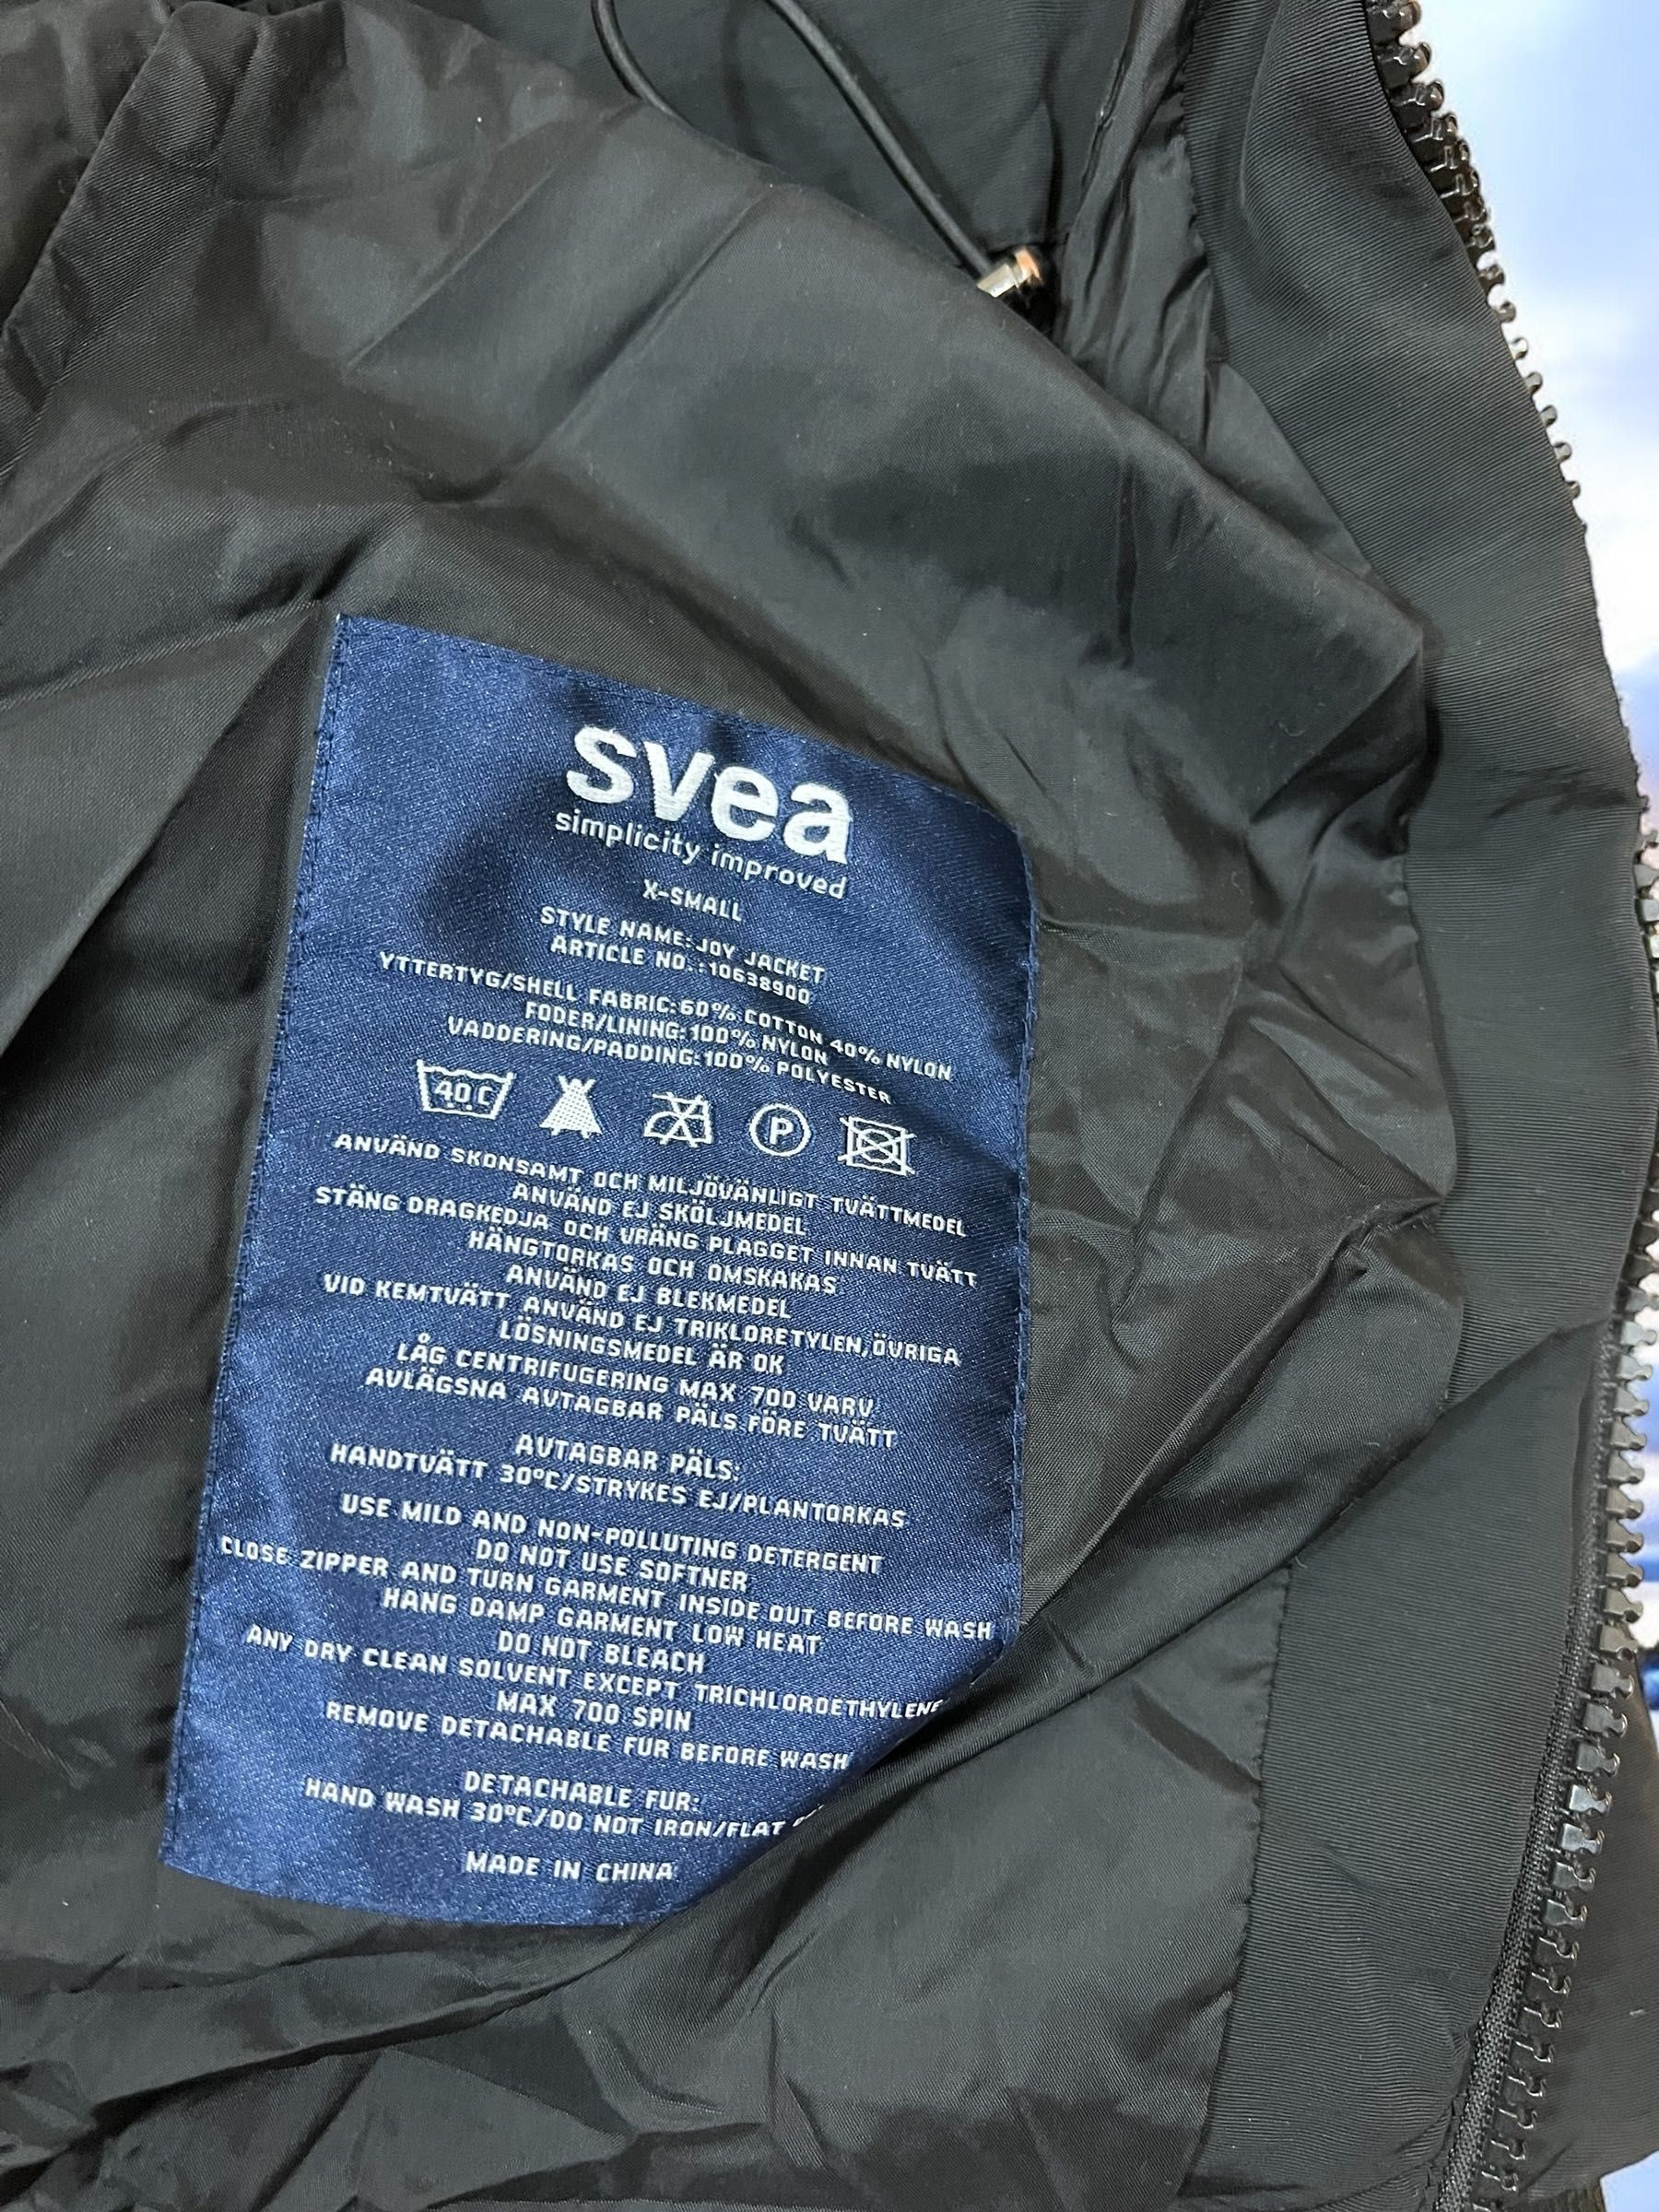 svea
simplicity improved
X-SMALL
STYLE NAME:JOY JACKET
ARTICLE NO.:10638900
YTTERTYG/SHELL FABRIC:60% COTTON 40% NYLON
FODER/LINING:100% NYLON
VADDERING/PADDING:100% POLYESTER
40 C
P
ANVÄND SKONSAMT OCH MILJÖVÄNLIGT TVÄTTMEDEL
ANVÄND EJ SKÖLJMEDEL
STÄNG DRAGKEDJA OCH VRÄNG PLAGGET INNAN TVÄTT
HÄNGTORKAS OCH OMSKAKAS
ANVÄND EJ BLEKMEDEL
VID KEMTVÄTT ANVÄND EJ TRIKLORETYLEN,ÖVRIGA
LÖSNINGSMEDEL ÄR OK
LÅG CENTRIFUGERING MAX 700 VARV
AVLÄGSNA AVTAGBAR PÄLS FÖRE TVÄTT
AVTAGBAR PÄLS:
HANDTVÄTT 30°C/STRYKES EJ/PLANTORKAS
USE MILD AND NON-POLLUTING DETERGENT
DO NOT USE SOFTNER
CLOSE ZIPPER AND TURN GARMENT INSIDE OUT BEFORE WASH
HANG DAMP GARMENT LOW HEAT
DO NOT BLEACH
ANY DRY CLEAN SOLVENT EXCEPT TRICHLOROETHYLENE
MAX 700 SPIN
REMOVE DETACHABLE FUR BEFORE WASH
DETACHABLE FUR:
HAND WASH 30°C/DO NOT IRON/FLAT
MADE IN CHINA